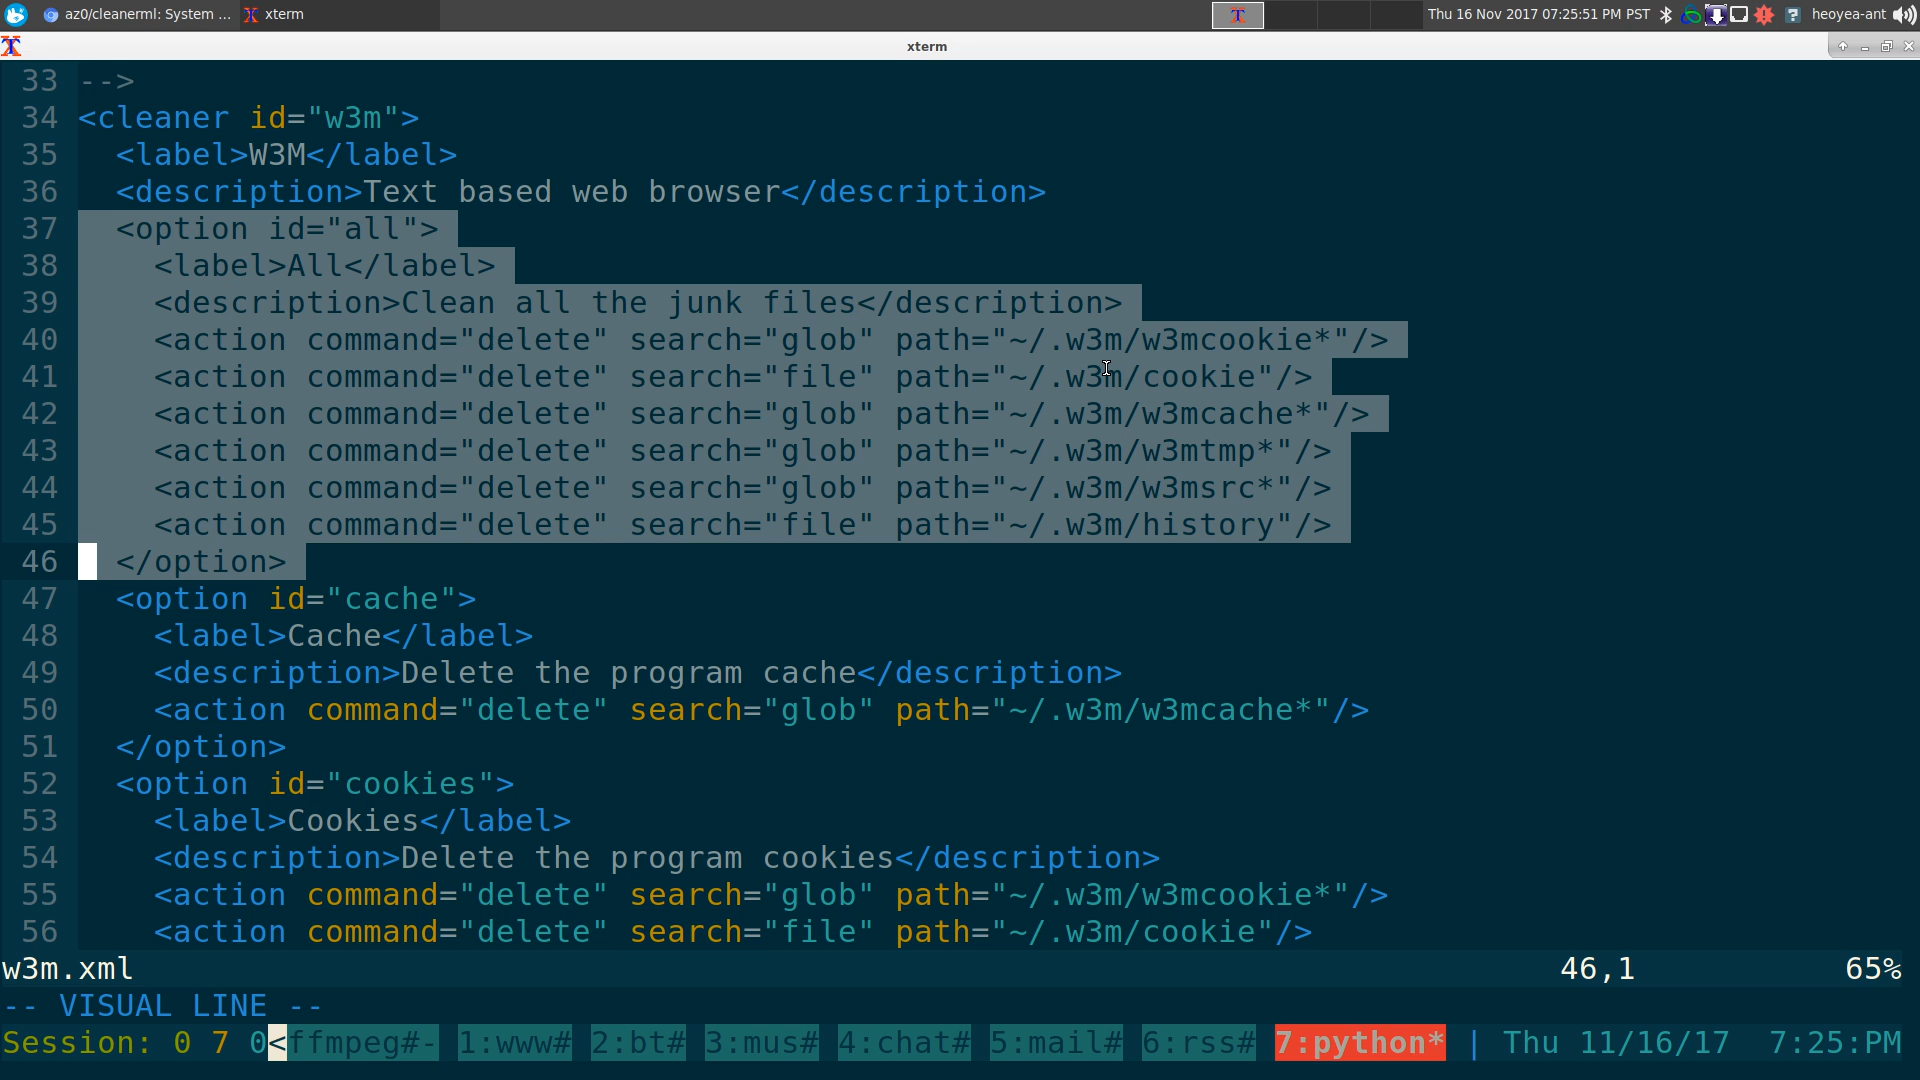 az0/cleanerml: System ... xterm Thu 16 Nov 2017 07:25:51 PM PST heoyea-ant
xterm
33 -->
34 <cleaner id="w3m">
35   <label>W3M</label>
36   <description>Text based web browser</description>
37   <option id="all">
38     <label>All</label>
39     <description>Clean all the junk files</description>
40     <action command="delete" search="glob" path="~/.w3m/w3mcookie*"/>
41     <action command="delete" search="file" path="~/.w3m/cookie"/>
42     <action command="delete" search="glob" path="~/.w3m/w3mcache*"/>
43     <action command="delete" search="glob" path="~/.w3m/w3mtmp*"/>
44     <action command="delete" search="glob" path="~/.w3m/w3msrc*"/>
45     <action command="delete" search="file" path="~/.w3m/history"/>
46   </option>
47   <option id="cache">
48     <label>Cache</label>
49     <description>Delete the program cache</description>
50     <action command="delete" search="glob" path="~/.w3m/w3mcache*"/>
51   </option>
52   <option id="cookies">
53     <label>Cookies</label>
54     <description>Delete the program cookies</description>
55     <action command="delete" search="glob" path="~/.w3m/w3mcookie*"/>
56     <action command="delete" search="file" path="~/.w3m/cookie"/>
w3m.xml 46,1 65%
-- VISUAL LINE --
Session: 0 7 0<ffmpeg#- 1:www# 2:bt# 3:mus# 4:chat# 5:mail# 6:rss# 7:python* | Thu 11/16/17 7:25:PM